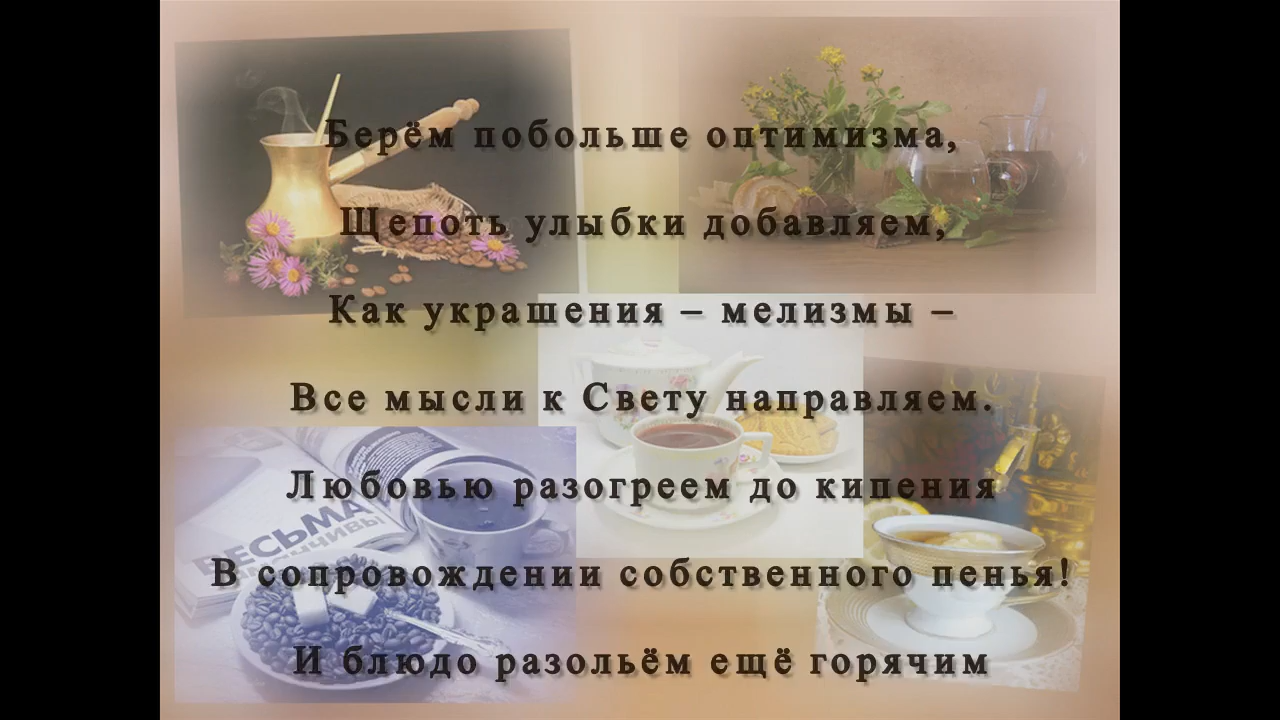 Берём побольше оптимизма,
Щепоть улыбки добавляем,
Как украшения – мелизмы –
Все мысли к Свету направляем.
Любовью разогреем до кипения
В сопровождении собственного пенья!
И блюдо разольём ещё горячим
ВЕСЬМА